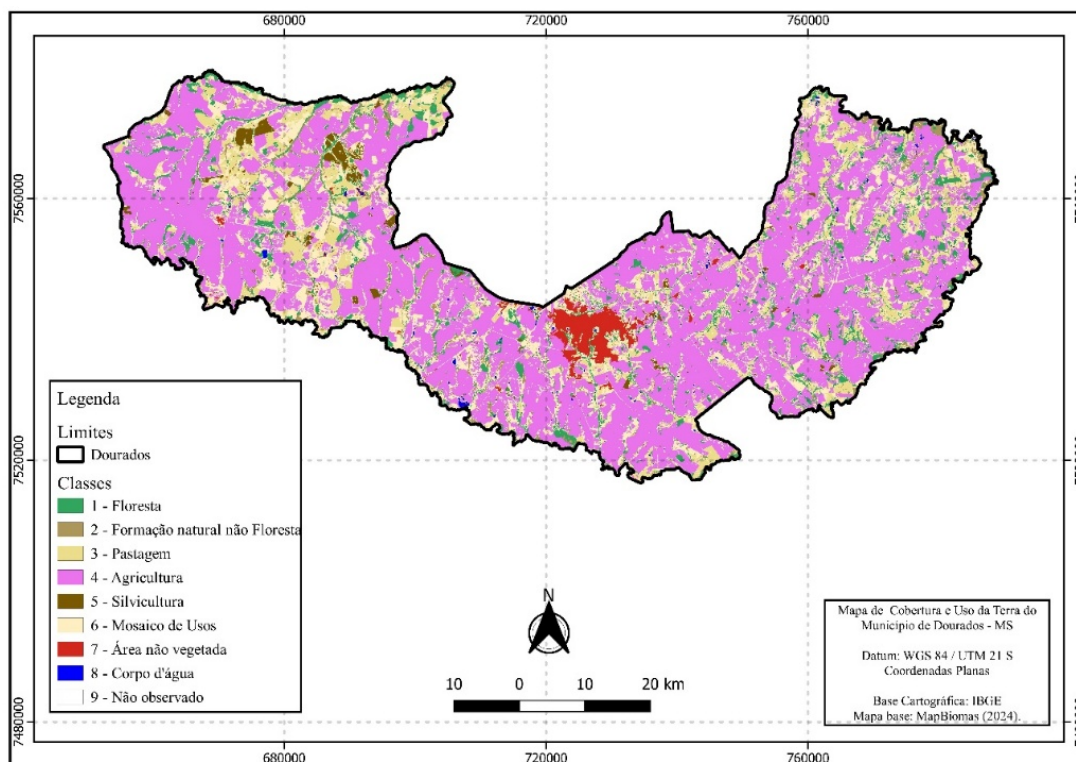 680000 720000 760000
7560000
7520000
7480000
Legenda
Limites
Dourados
Classes
1 - Floresta
2 - Formação natural não Floresta
3 - Pastagem
4 - Agricultura
5 - Silvicultura
6 - Mosaico de Usos
7 - Área não vegetada
8 - Corpo d'água
9 - Não observado
N
10 0 10 20 km
Mapa de Cobertura e Uso da Terra do
Município de Dourados - MS
Datum: WGS 84 / UTM 21 S
Coordenadas Planas
Base Cartográfica: IBGE
Mapa base: MapBiomas (2024).
680000 720000 760000